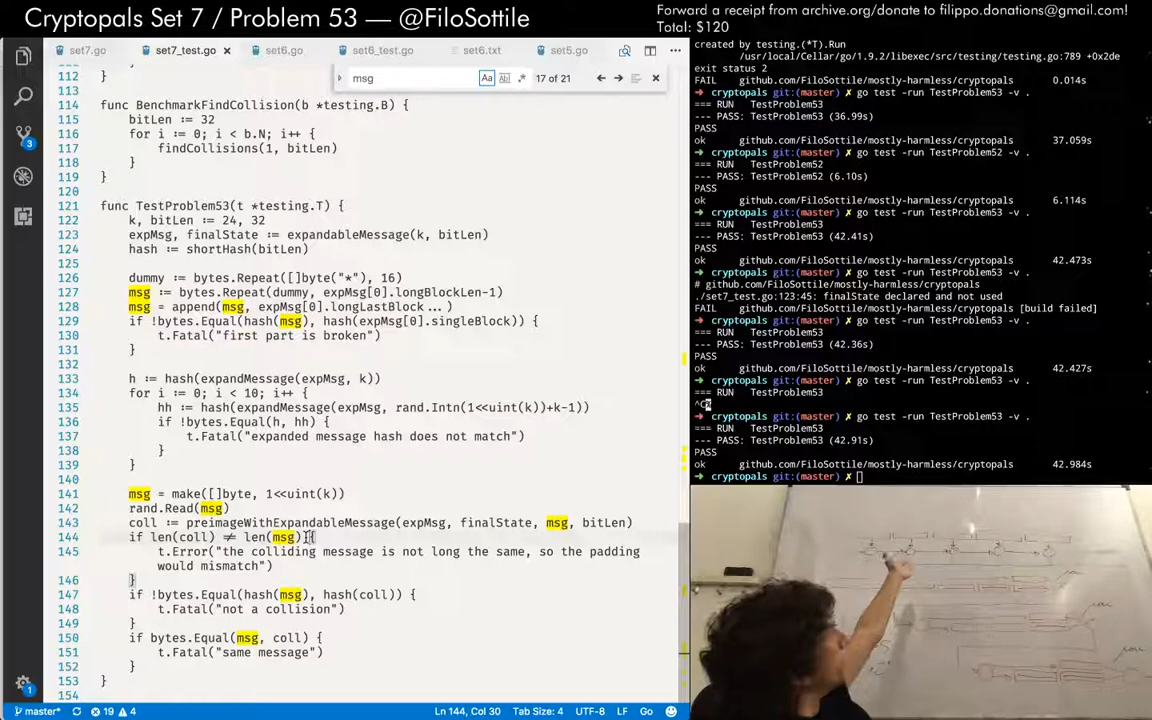 Cryptopals Set 7 / Problem 53 — @FiloSottile
Forward a receipt from archive.org/donate to filippo.donations@gmail.com!
Total: $120
set7.go
set7_test.go ×
set6.go
set6_test.go
set6.txt
set5.go
msg
Aa
17 of 21
112 }
113
114 func BenchmarkFindCollision(b *testing.B) {
115 bitLen := 32
116 for i := 0; i < b.N; i++ {
117 findCollisions(1, bitLen)
118 }
119 }
120
121 func TestProblem53(t *testing.T) {
122 k, bitLen := 24, 32
123 expMsg, finalState := expandableMessage(k, bitLen)
124 hash := shortHash(bitLen)
125
126 dummy := bytes.Repeat([]byte("*"), 16)
127 msg := bytes.Repeat(dummy, expMsg[0].longBlockLen-1)
128 msg = append(msg, expMsg[0].longLastBlock...)
129 if !bytes.Equal(hash(msg), hash(expMsg[0].singleBlock)) {
130 t.Fatal("first part is broken")
131 }
132
133 h := hash(expandMessage(expMsg, k))
134 for i := 0; i < 10; i++ {
135 hh := hash(expandMessage(expMsg, rand.Intn(1<<uint(k))+k-1))
136 if !bytes.Equal(h, hh) {
137 t.Fatal("expanded message hash does not match")
138 }
139 }
140
141 msg = make([]byte, 1<<uint(k))
142 rand.Read(msg)
143 coll := preimageWithExpandableMessage(expMsg, finalState, msg, bitLen)
144 if len(coll) ≠ len(msg) {
145 t.Error("the colliding message is not long the same, so the padding
would mismatch")
146 }
147 if !bytes.Equal(hash(msg), hash(coll)) {
148 t.Fatal("not a collision")
149 }
150 if bytes.Equal(msg, coll) {
151 t.Fatal("same message")
152 }
153 }
154
master*
19
4
Ln 144, Col 30
Tab Size: 4
UTF-8
LF
Go
created by testing.(*T).Run
/usr/local/Cellar/go/1.9.2/libexec/src/testing/testing.go:789 +0x2de
exit status 2
FAIL github.com/FiloSottile/mostly-harmless/cryptopals 0.014s
➜ cryptopals git:(master) ✗ go test -run TestProblem53 -v .
=== RUN TestProblem53
--- PASS: TestProblem53 (36.99s)
PASS
ok github.com/FiloSottile/mostly-harmless/cryptopals 37.059s
➜ cryptopals git:(master) ✗ go test -run TestProblem52 -v .
=== RUN TestProblem52
--- PASS: TestProblem52 (6.10s)
PASS
ok github.com/FiloSottile/mostly-harmless/cryptopals 6.114s
➜ cryptopals git:(master) ✗ go test -run TestProblem53 -v .
=== RUN TestProblem53
--- PASS: TestProblem53 (42.41s)
PASS
ok github.com/FiloSottile/mostly-harmless/cryptopals 42.473s
➜ cryptopals git:(master) ✗ go test -run TestProblem53 -v .
# github.com/FiloSottile/mostly-harmless/cryptopals
./set7_test.go:123:45: finalState declared and not used
FAIL github.com/FiloSottile/mostly-harmless/cryptopals [build failed]
➜ cryptopals git:(master) ✗ go test -run TestProblem53 -v .
=== RUN TestProblem53
--- PASS: TestProblem53 (42.36s)
PASS
ok github.com/FiloSottile/mostly-harmless/cryptopals 42.427s
➜ cryptopals git:(master) ✗ go test -run TestProblem53 -v .
=== RUN TestProblem53
➜ cryptopals git:(master) ✗ go test -run TestProblem53 -v .
=== RUN TestProblem53
--- PASS: TestProblem53 (42.91s)
PASS
ok github.com/FiloSottile/mostly-harmless/cryptopals 42.984s
➜ cryptopals git:(master) ✗